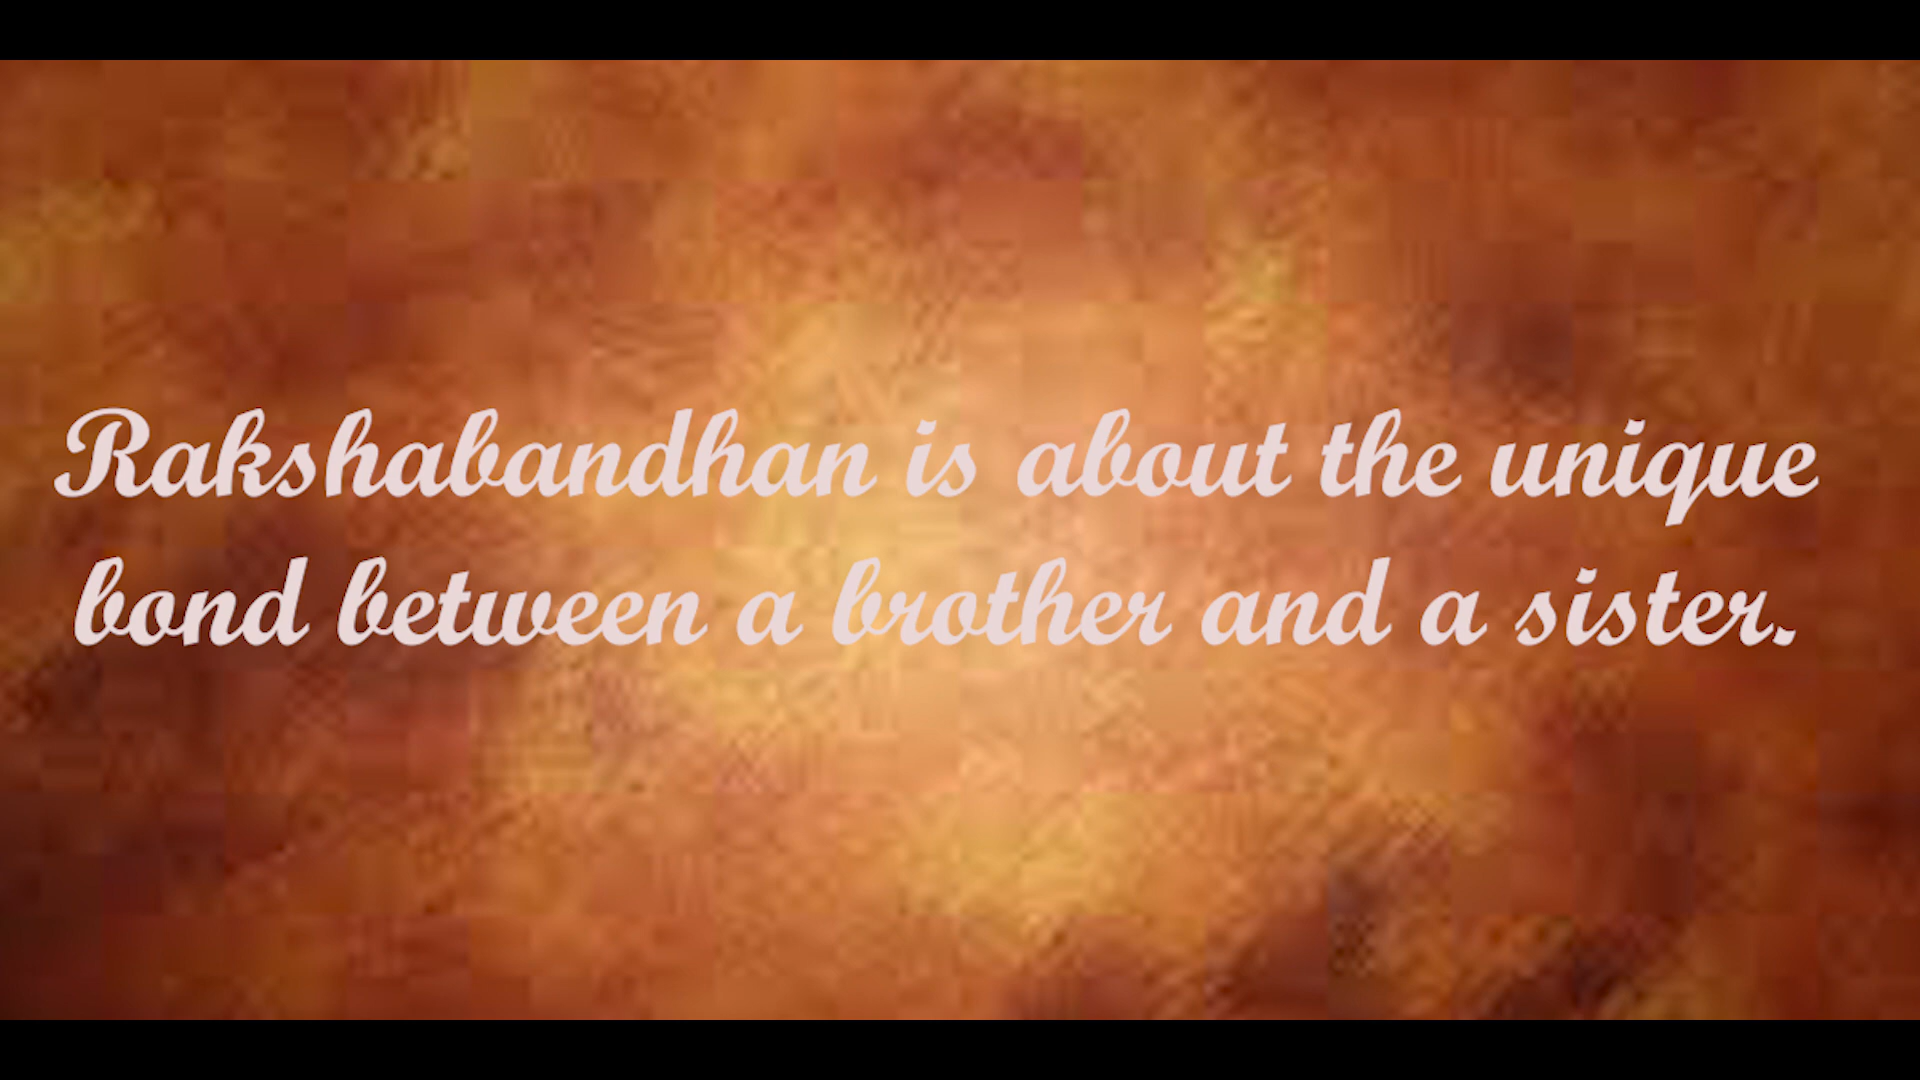 Rakshabandhan is about the unique
bond between a brother and a sister.